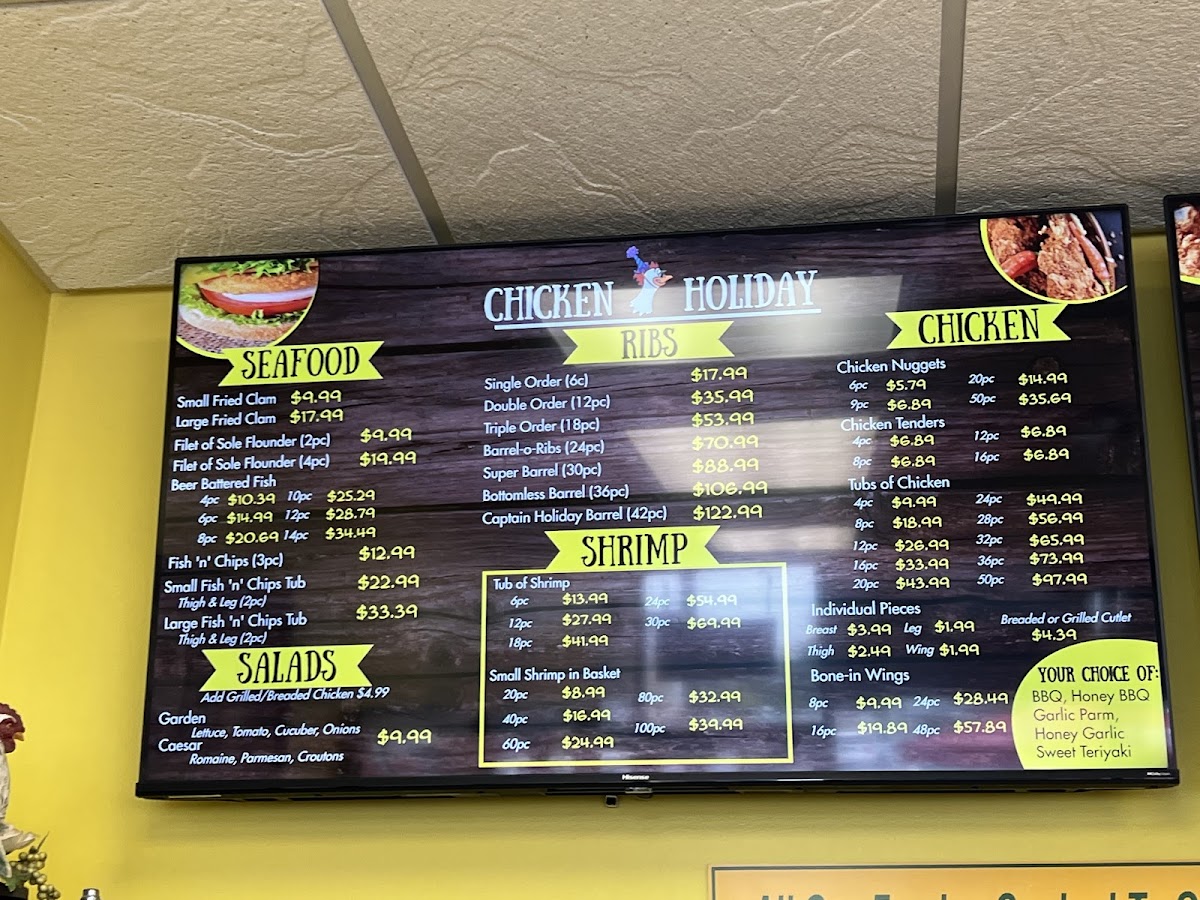 CHICKEN HOLIDAY
SEAFOOD
Small Fried Clam $9.99
Large Fried Clam $17.99
Filet of Sole Flounder (2pc) $9.99
Filet of Sole Flounder (4pc) $19.99
Beer Battered Fish
4pc $10.39 10pc $25.29
6pc $14.99 12pc $28.79
8pc $20.69 14pc $34.49
Fish 'n' Chips (3pc) $12.99
Small Fish 'n' Chips Tub $22.99
Thigh & Leg (2pc)
Large Fish 'n' Chips Tub $33.39
Thigh & Leg (2pc)
SALADS
Add Grilled/Breaded Chicken $4.99
Garden
Lettuce, Tomato, Cucuber, Onions
$9.99
Caesar
Romaine, Parmesan, Croutons
RIBS
Single Order (6c) $17.99
Double Order (12pc) $35.99
Triple Order (18pc) $53.99
Barrel-o-Ribs (24pc) $70.99
Super Barrel (30pc) $88.99
Bottomless Barrel (36pc) $106.99
Captain Holiday Barrel (42pc) $122.99
SHRIMP
Tub of Shrimp
6pc $13.99 24pc $54.99
12pc $27.99 30pc $69.99
18pc $41.99
Small Shrimp in Basket
20pc $8.99 80pc $32.99
40pc $16.99 100pc $39.99
60pc $24.99
CHICKEN
Chicken Nuggets
6pc $5.79 20pc $14.99
9pc $6.89 50pc $35.69
Chicken Tenders
4pc $6.89 12pc $6.89
8pc $6.89 16pc $6.89
Tubs of Chicken
4pc $9.99 24pc $49.99
8pc $18.99 28pc $56.99
12pc $26.99 32pc $65.99
16pc $33.99 36pc $73.99
20pc $43.99 50pc $97.99
Individual Pieces
Breast $3.99 Leg $1.99
Thigh $2.49 Wing $1.99
Breaded or Grilled Cutlet
$4.39
Bone-in Wings
8pc $9.99 24pc $28.49
16pc $19.89 48pc $57.89
YOUR CHOICE OF:
BBQ, Honey BBQ
Garlic Parm,
Honey Garlic
Sweet Teriyaki
Hisense